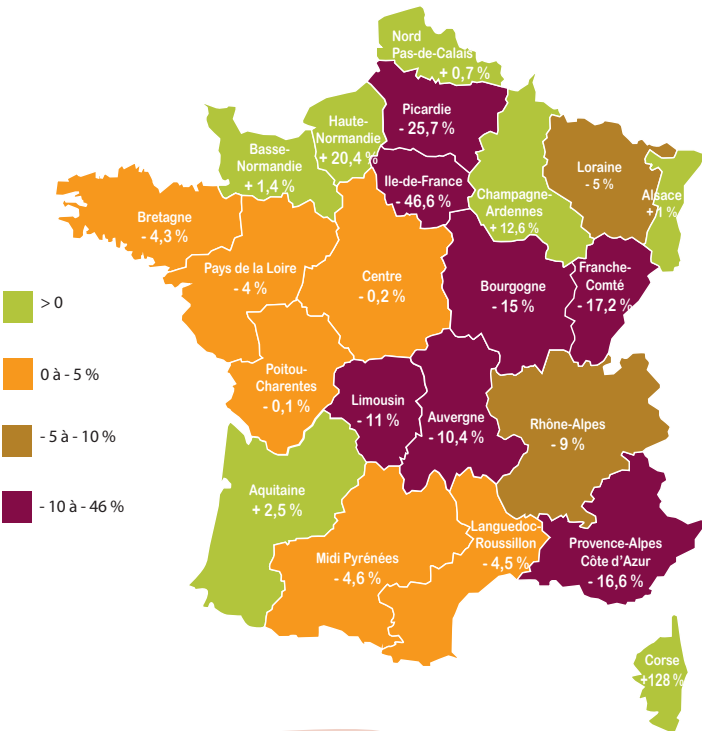 Nord
Pas-de-Calais
+ 0,7 %
Picardie
- 25,7 %
Haute-
Normandie
+ 20,4 %
Basse-
Normandie
+ 1,4 %
Ile-de-France
- 46,6 %
Champagne-
Ardennes
+ 12,6 %
Loraine
- 5 %
Alsace
+ 1 %
Bretagne
- 4,3 %
Pays de la Loire
- 4 %
Centre
- 0,2 %
Bourgogne
- 15 %
Franche-
Comté
- 17,2 %
> 0
0 à - 5 %
- 5 à - 10 %
- 10 à - 46 %
Poitou-
Charentes
- 0,1 %
Limousin
- 11 %
Auvergne
- 10,4 %
Rhône-Alpes
- 9 %
Aquitaine
+ 2,5 %
Midi Pyrénées
- 4,6 %
Languedoc-
Roussillon
- 4,5 %
Provence-Alpes
Côte d'Azur
- 16,6 %
Corse
+128 %